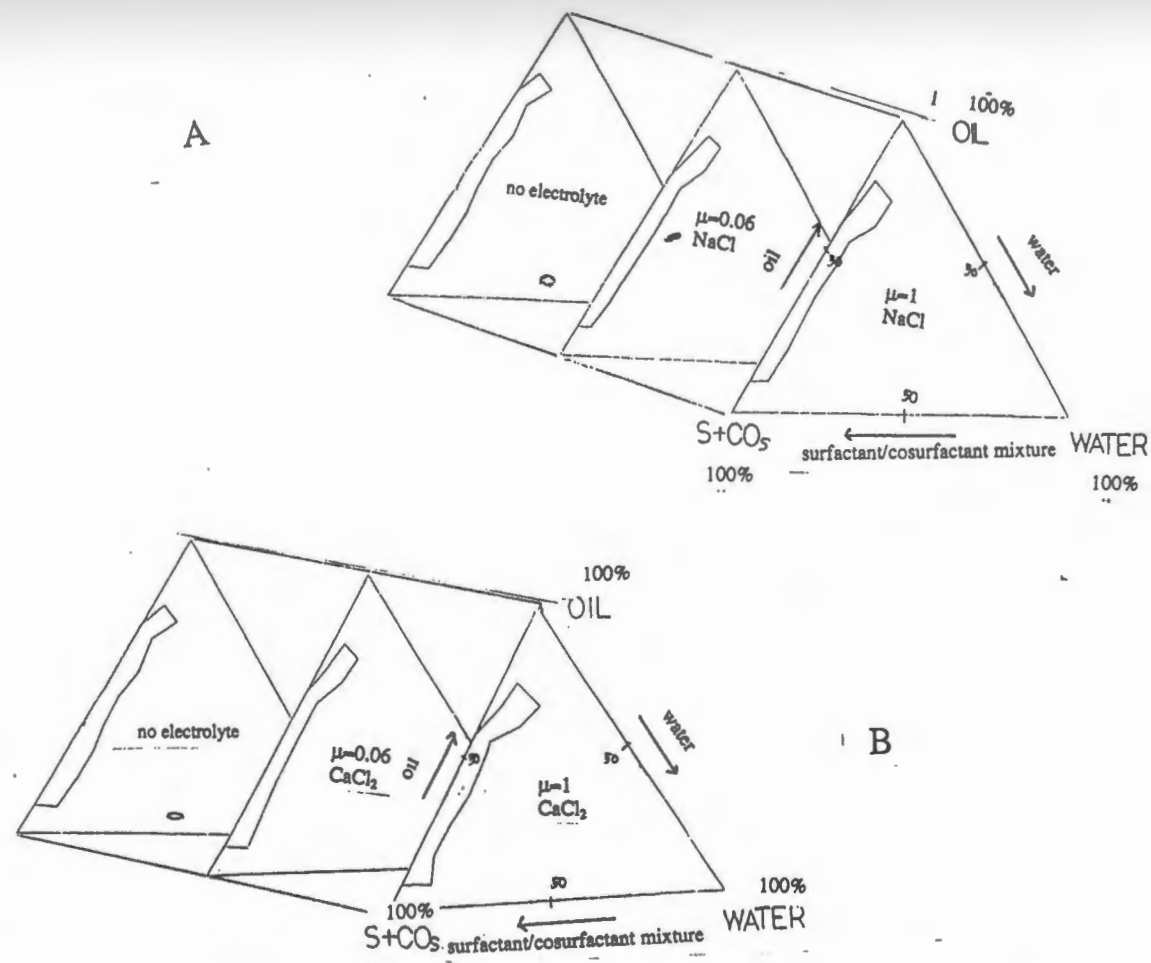 A
1 100%
OIL
no electrolyte
μ=0.06
NaCl
oil
50
50
water
μ=1
NaCl
50
S+COs
surfactant/cosurfactant mixture
WATER
100%
100%
100%
OIL
no electrolyte
μ=0.06
CaCl₂
oil
50
50
water
B
μ=1
CaCl₂
50
100%
100%
S+COs
surfactant/cosurfactant mixture
WATER